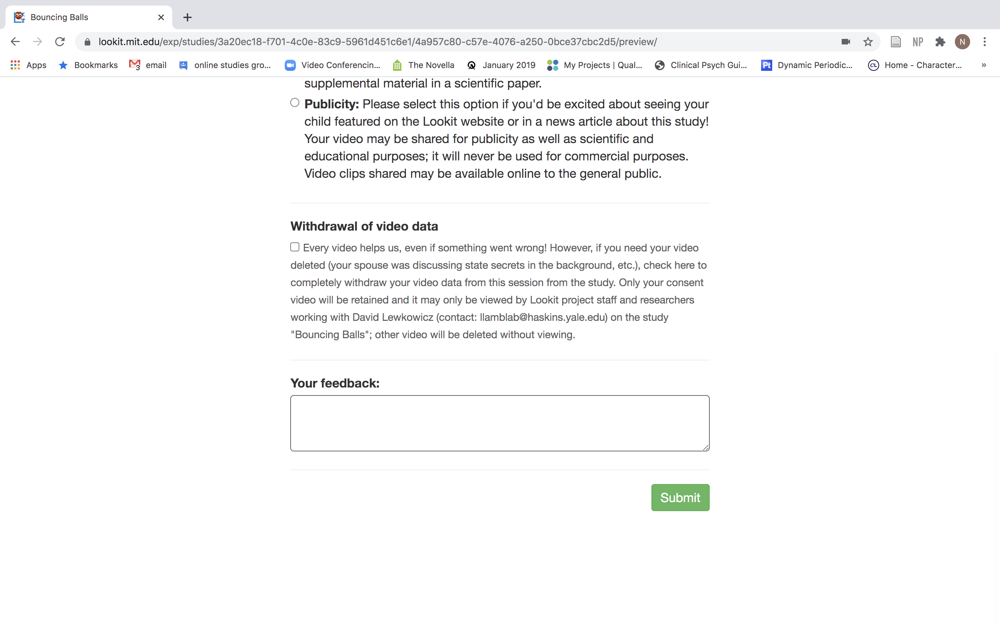 Bouncing Balls
lookit.mit.edu/exp/studies/3a20ec18-f701-4c0e-83c9-5961d451c6e1/4a957c80-c57e-4076-a250-0bce37cbc2d5/preview/
NP
N
Apps
Bookmarks
3
email
online studies gro...
Video Conferencin...
The Novella
January 2019
My Projects | Qual...
Clinical Psych Gui...
Pt
Dynamic Periodic...
CL
Home - Character...
»
supplemental material in a scientific paper.
Publicity: Please select this option if you'd be excited about seeing your
child featured on the Lookit website or in a news article about this study!
Your video may be shared for publicity as well as scientific and
educational purposes; it will never be used for commercial purposes.
Video clips shared may be available online to the general public.
Withdrawal of video data
Every video helps us, even if something went wrong! However, if you need your video
deleted (your spouse was discussing state secrets in the background, etc.), check here to
completely withdraw your video data from this session from the study. Only your consent
video will be retained and it may only be viewed by Lookit project staff and researchers
working with David Lewkowicz (contact: llamblab@haskins.yale.edu) on the study
"Bouncing Balls"; other video will be deleted without viewing.
Your feedback:
Submit